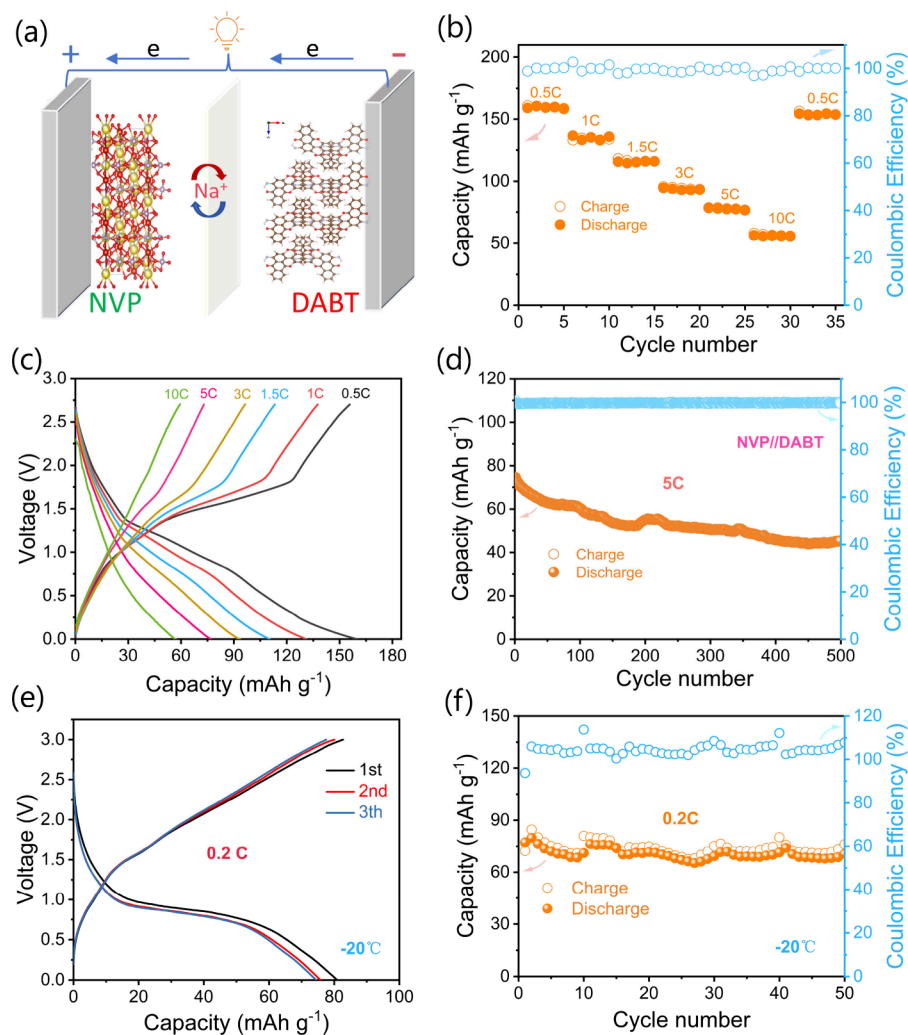 (a)
+
e
e
−
Na⁺
NVP
DABT
(b)
Capacity (mAh g⁻¹)
200
150
100
50
0
0.5C
1C
1.5C
3C
5C
10C
0.5C
Charge
Discharge
0 5 10 15 20 25 30 35
Cycle number
100
80
60
40
20
0
Coulombic Efficiency (%)
(c)
Voltage (V)
3.0
2.4
1.8
1.2
0.6
0.0
10C 5C 3C 1.5C 1C 0.5C
0 30 60 90 120 150 180
Capacity (mAh g⁻¹)
(d)
Capacity (mAh g⁻¹)
120
100
80
60
40
20
0
NVP//DABT
5C
Charge
Discharge
0 100 200 300 400 500
Cycle number
100
80
60
40
20
0
Coulombic Efficiency (%)
(e)
Voltage (V)
3.0
2.5
2.0
1.5
1.0
0.5
0.0
1st
2nd
3th
0.2 C
-20℃
0 20 40 60 80 100
Capacity (mAh g⁻¹)
(f)
Capacity (mAh g⁻¹)
150
120
90
60
30
0
0.2C
Charge
Discharge
-20℃
0 10 20 30 40 50
Cycle number
120
100
80
60
40
20
0
Coulombic Efficiency (%)